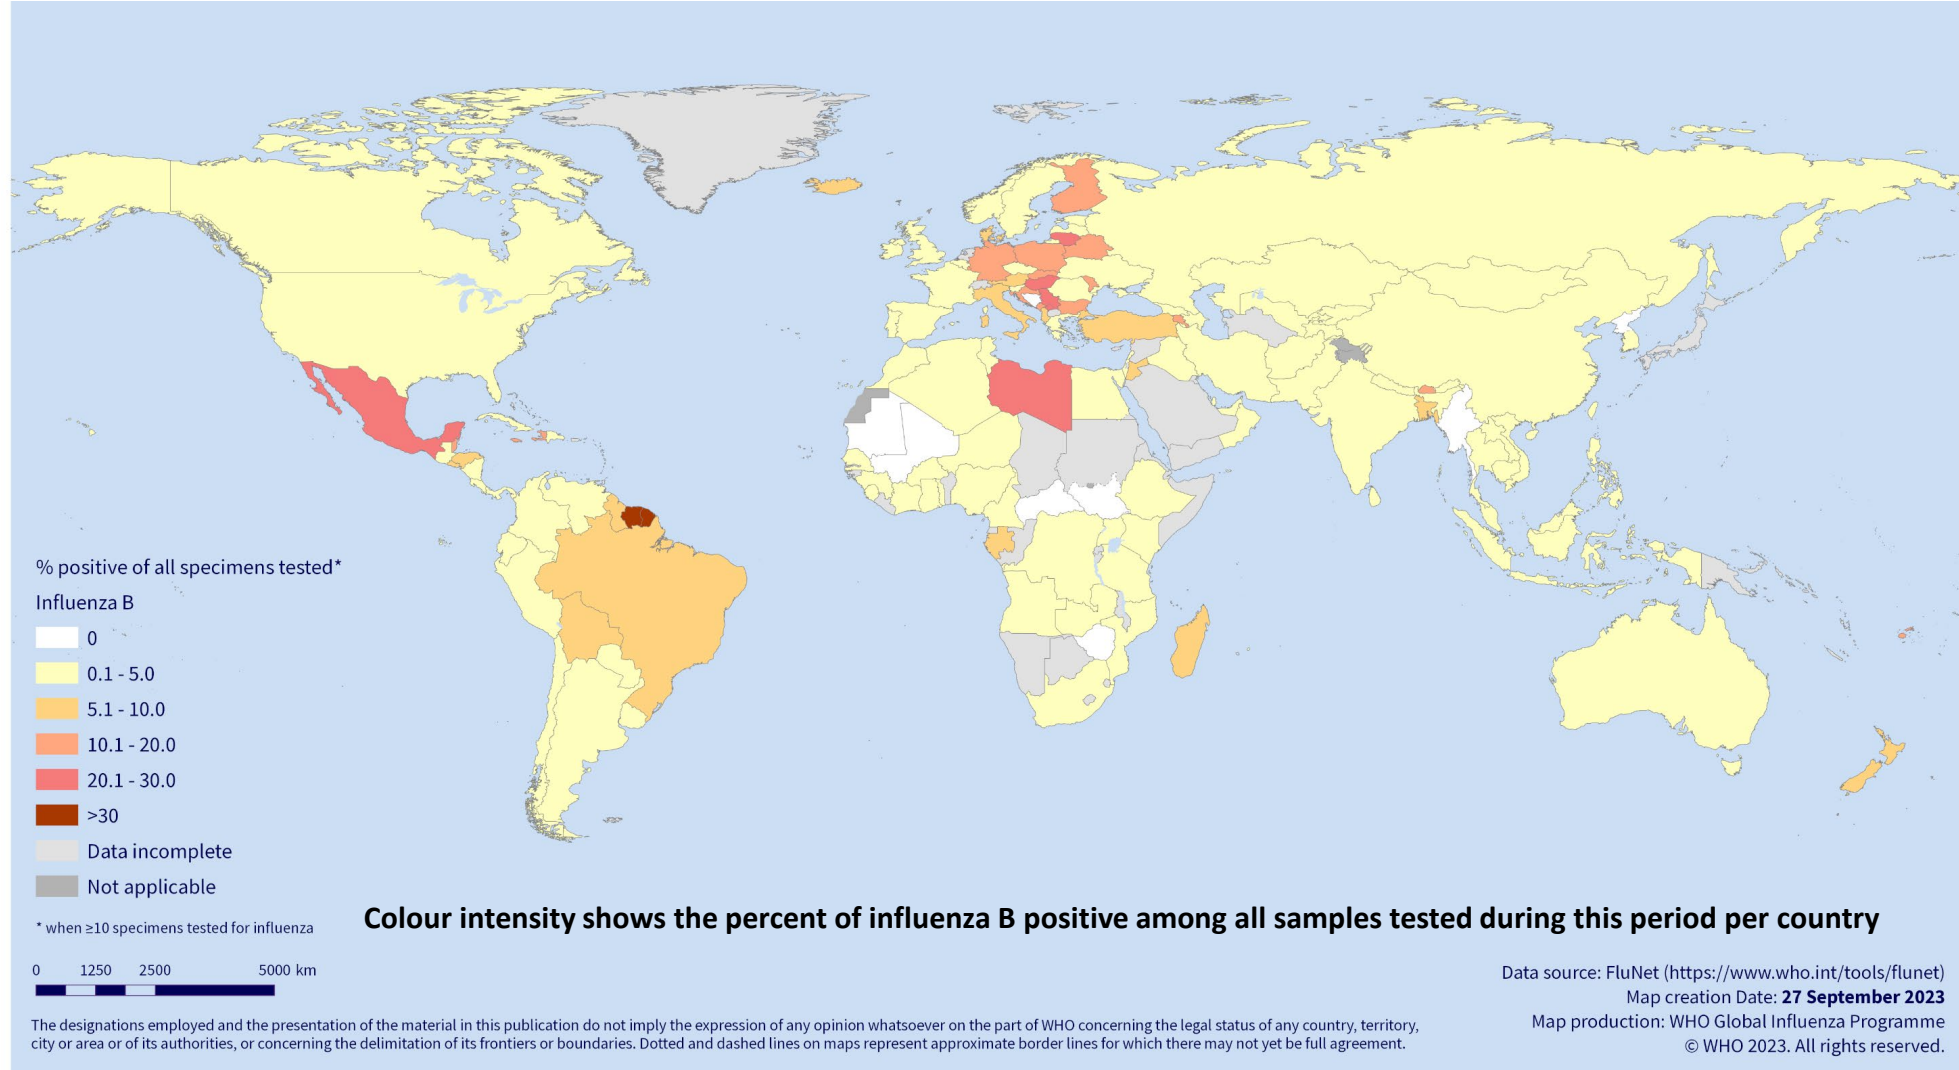 % positive of all specimens tested*
Influenza B
0
0.1 - 5.0
5.1 - 10.0
10.1 - 20.0
20.1 - 30.0
>30
Data incomplete
Not applicable
* when ≥10 specimens tested for influenza
Colour intensity shows the percent of influenza B positive among all samples tested during this period per country
0 1250 2500 5000 km
Data source: FluNet (https://www.who.int/tools/flunet)
Map creation Date: 27 September 2023
Map production: WHO Global Influenza Programme
© WHO 2023. All rights reserved.
The designations employed and the presentation of the material in this publication do not imply the expression of any opinion whatsoever on the part of WHO concerning the legal status of any country, territory,
city or area or of its authorities, or concerning the delimitation of its frontiers or boundaries. Dotted and dashed lines on maps represent approximate border lines for which there may not yet be full agreement.